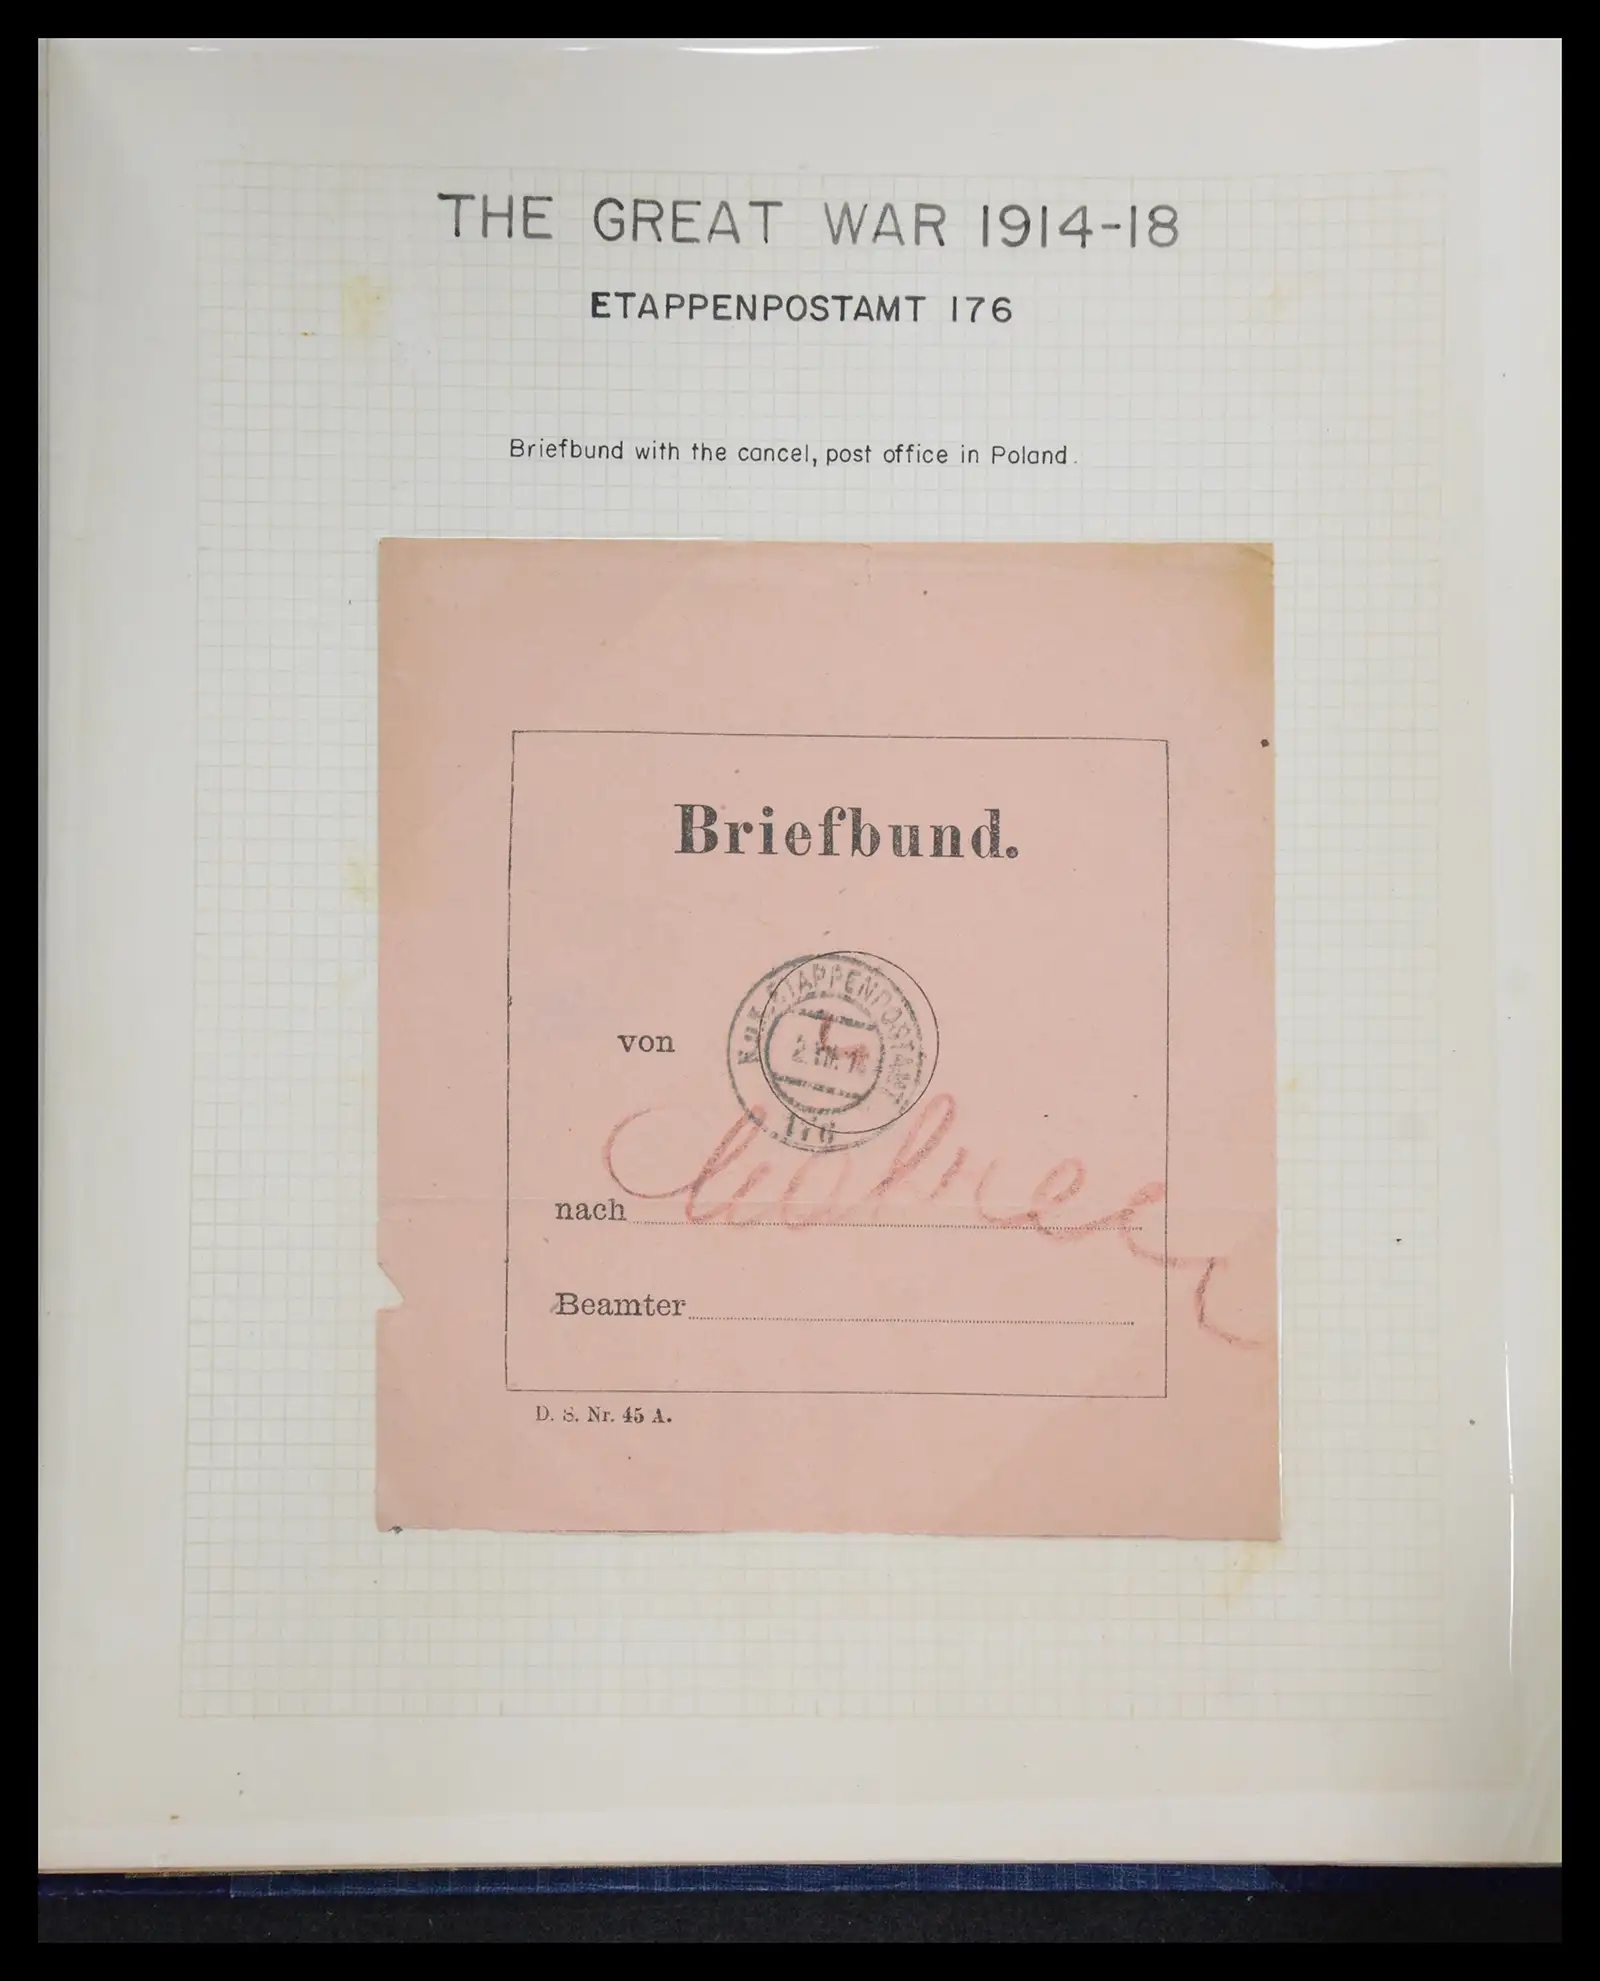 THE GREAT WAR 1914-18
ETAPPENPOSTAMT 176
Briefbund with the cancel, post office in Poland.
Briefbund.
K.u.K. ETAPPENPOSTAMT
176
von
nach
Beamter
D. S. Nr. 45 A.